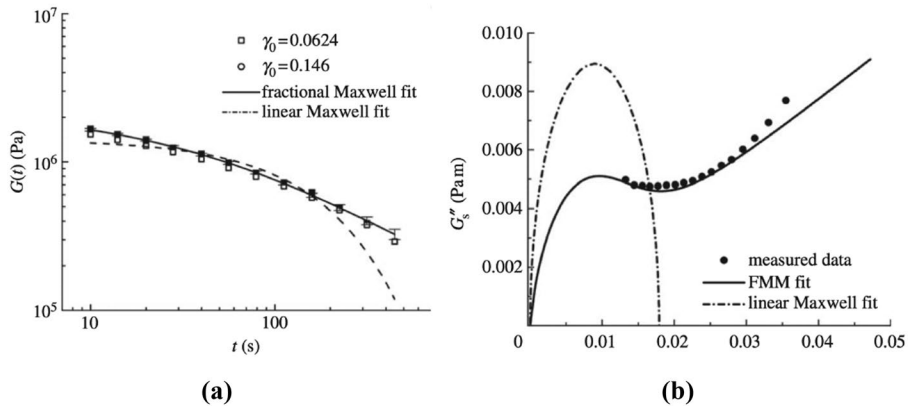 10^7
10^6
10^5
G(t) (Pa)
γ0=0.0624
γ0=0.146
fractional Maxwell fit
linear Maxwell fit
10 100
t (s)
(a)
(b)
0.010
0.008
0.006
0.004
0.002
G_s″ (Pa m)
measured data
FMM fit
linear Maxwell fit
0 0.01 0.02 0.03 0.04 0.05
(b)